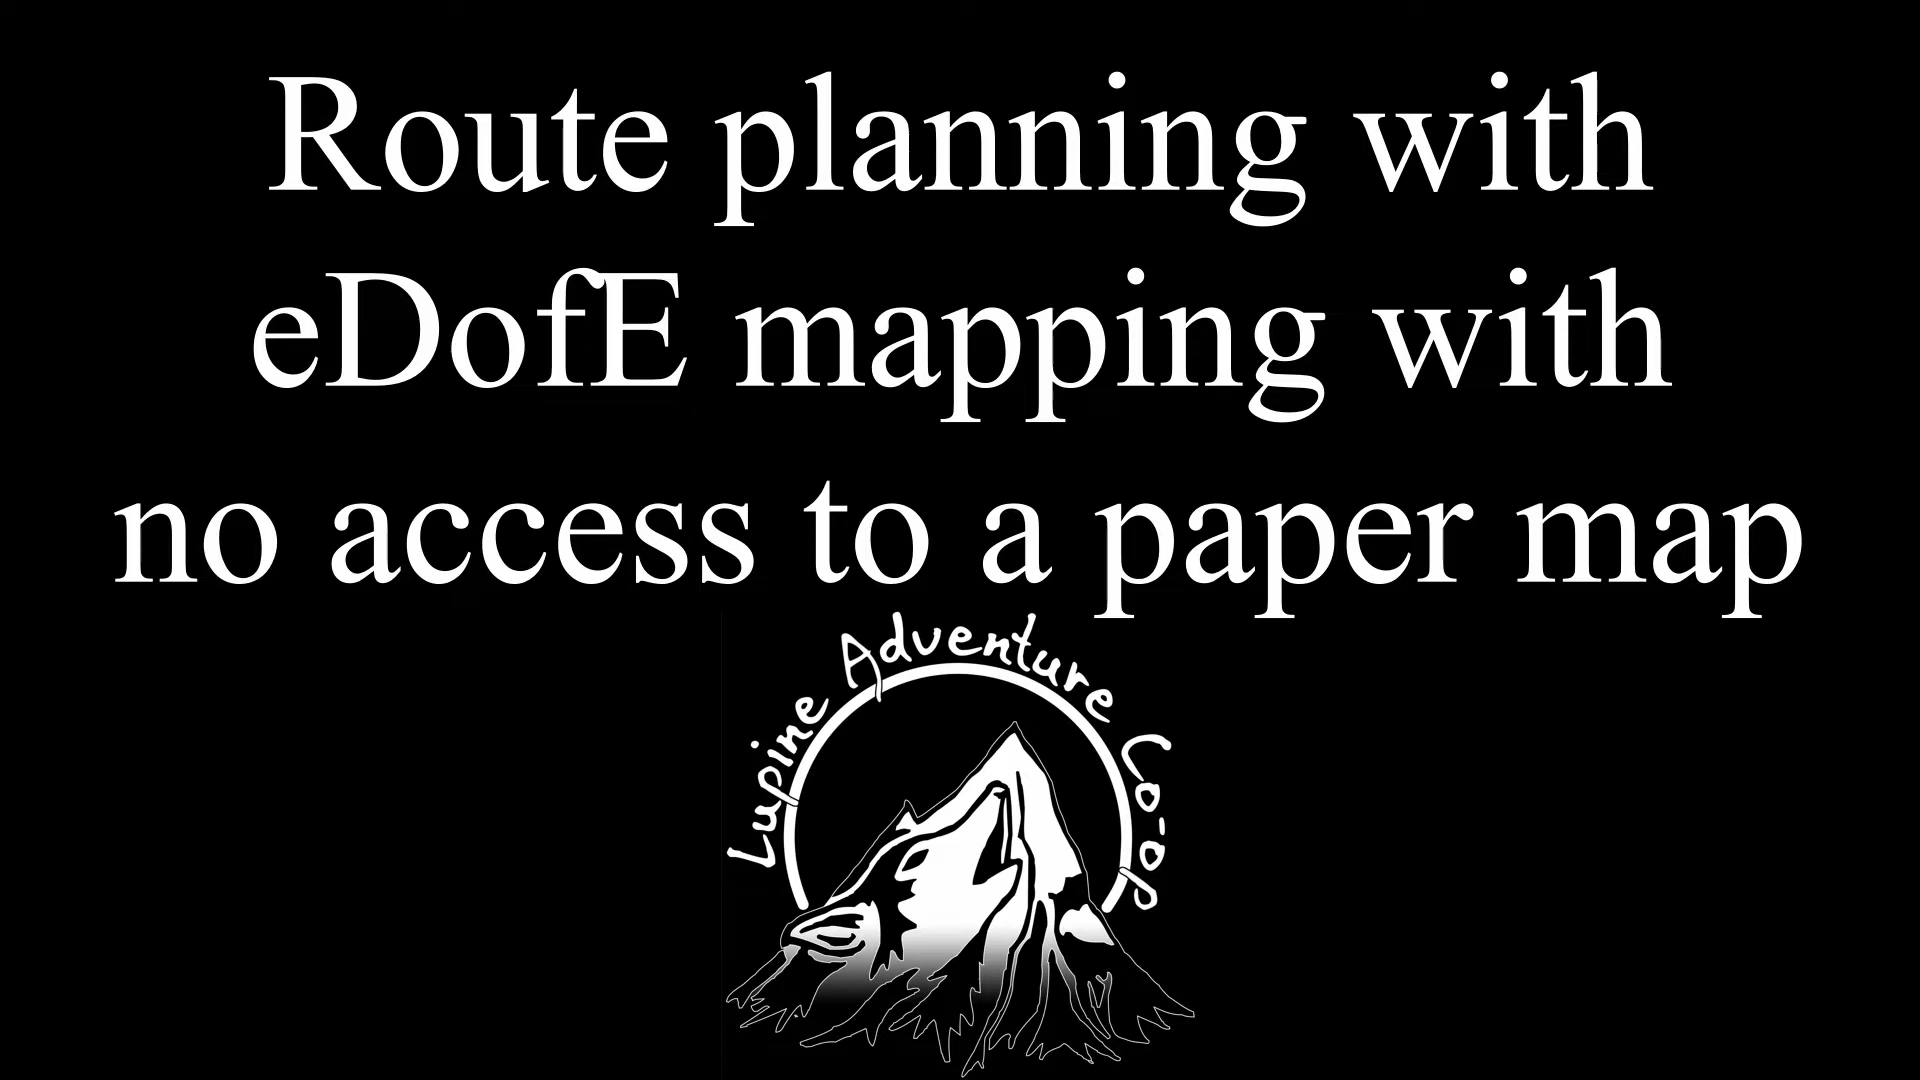 Route planning with
eDofE mapping with
no access to a paper map
Lupine Adventure Co-op